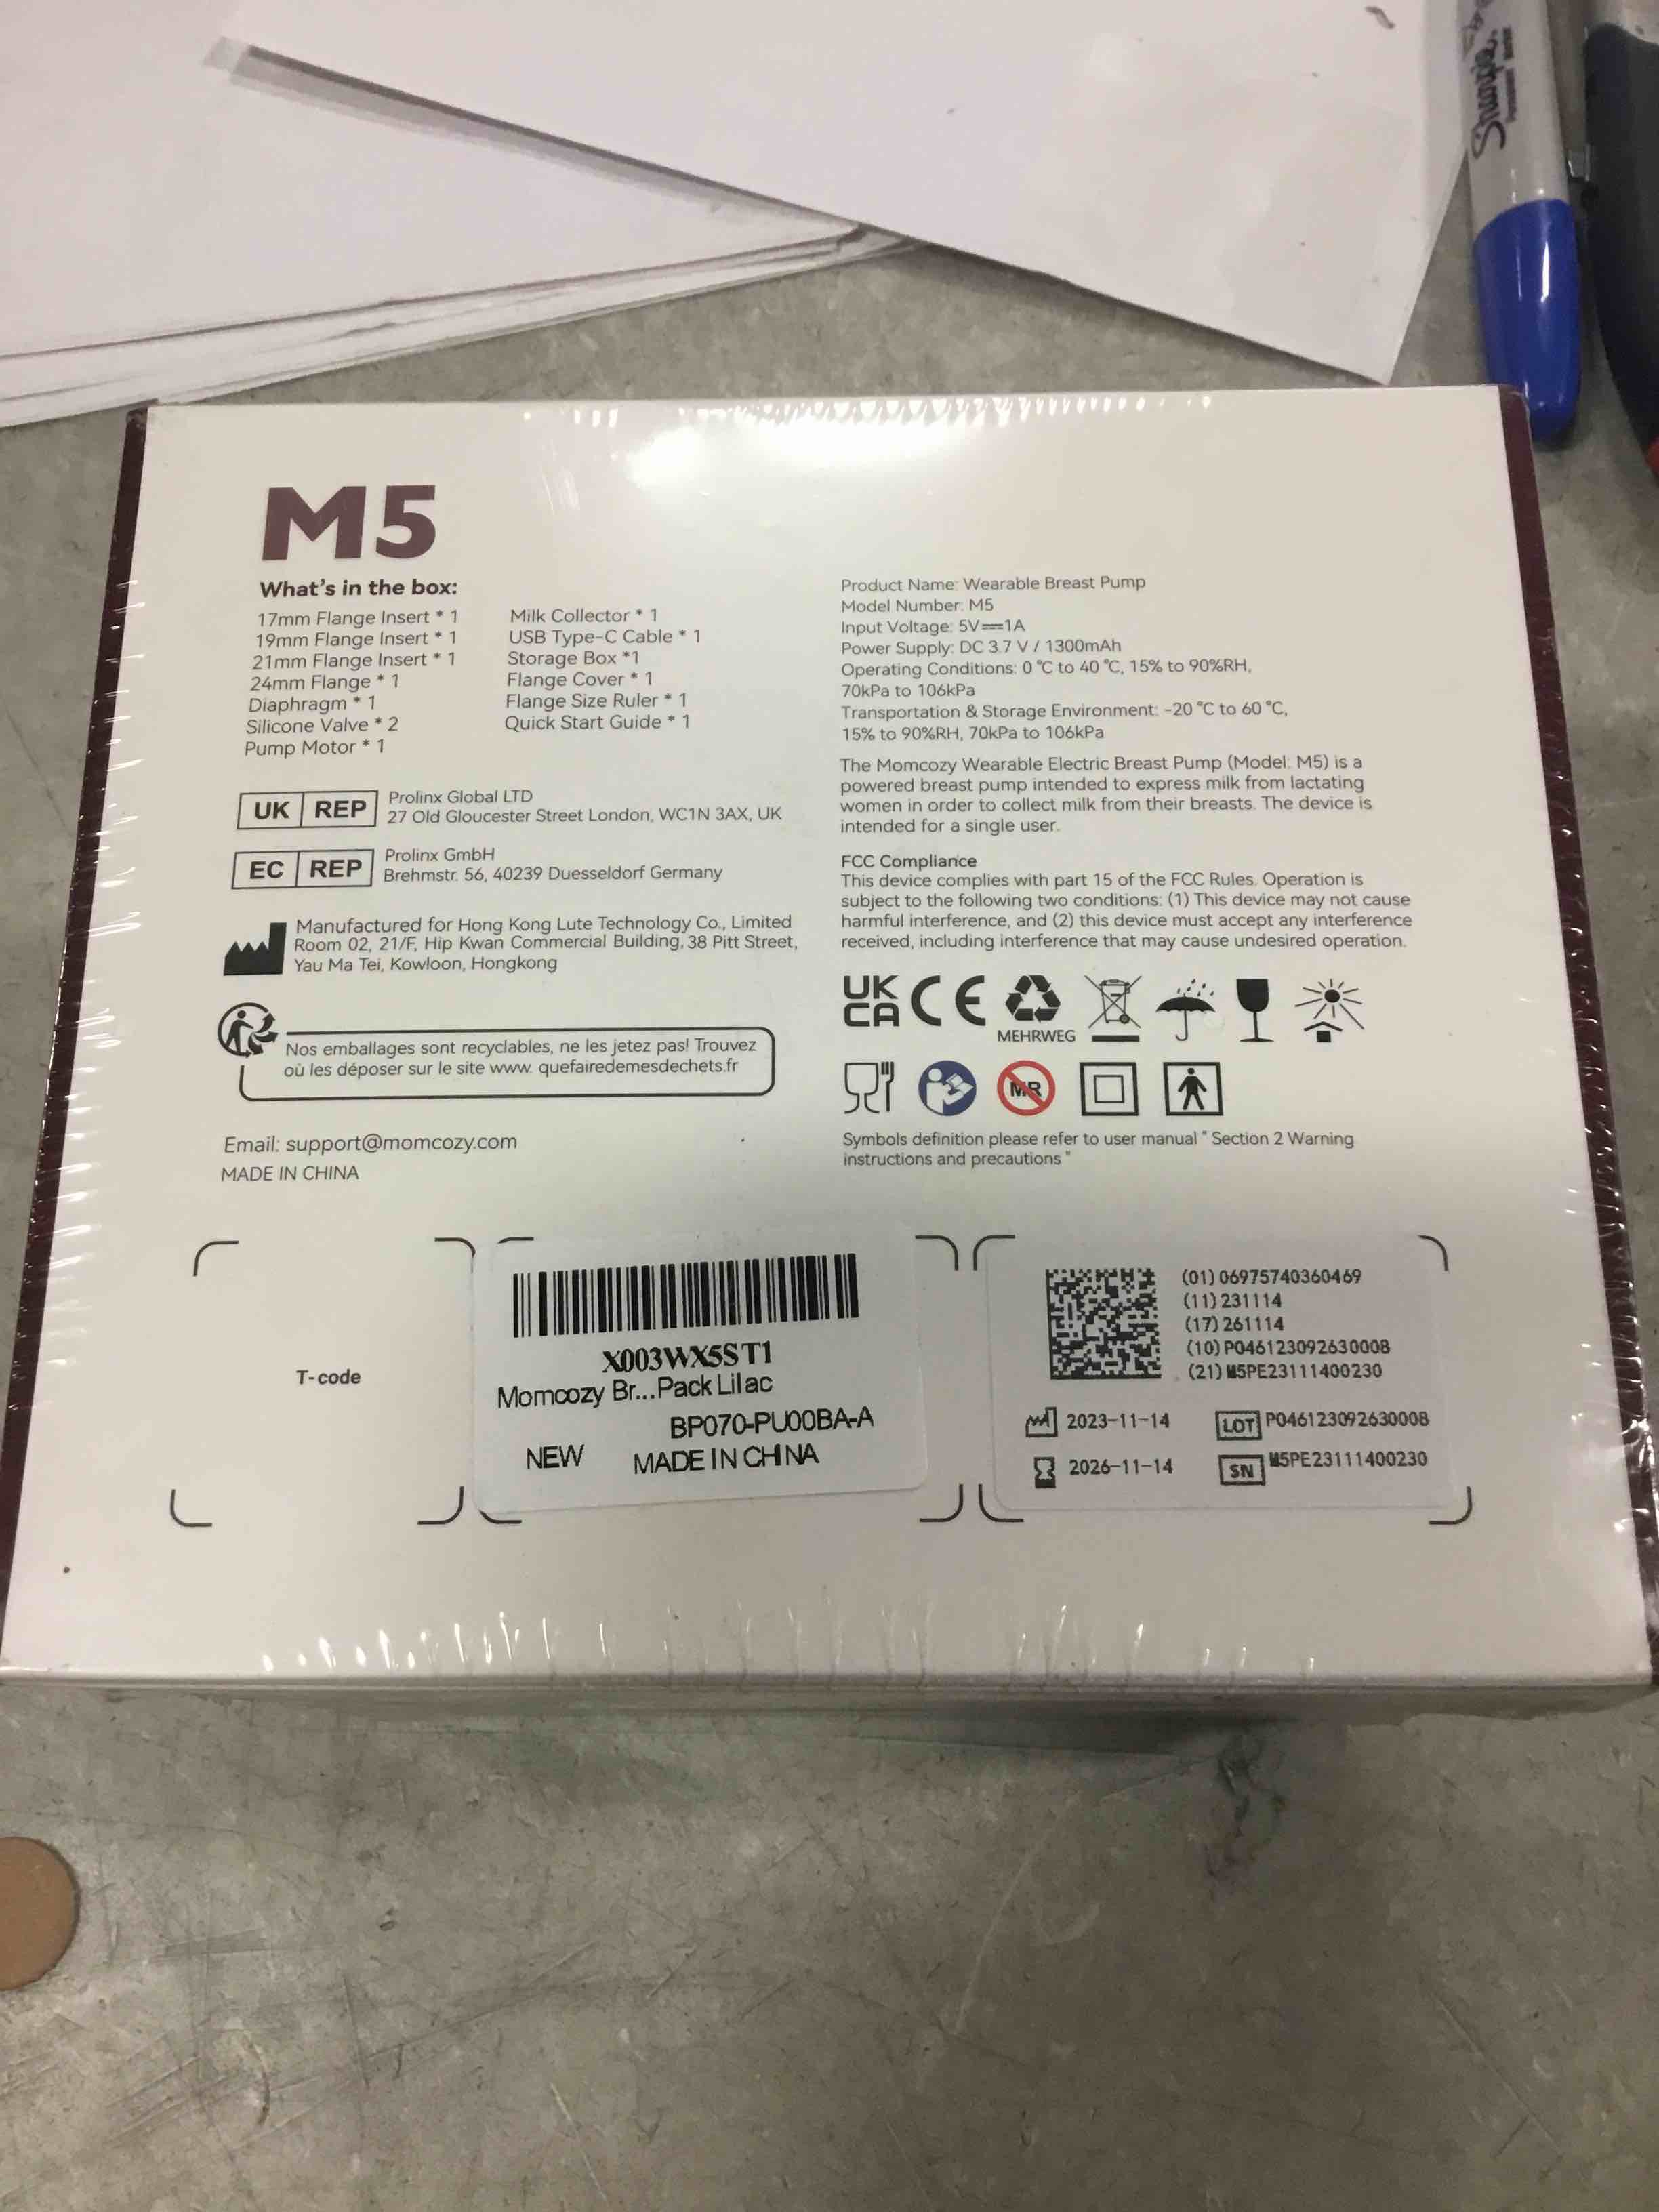 Sharpie
M5
What's in the box:
17mm Flange Insert * 1
19mm Flange Insert * 1
21mm Flange Insert * 1
24mm Flange * 1
Diaphragm * 1
Silicone Valve * 2
Pump Motor * 1
Milk Collector * 1
USB Type-C Cable * 1
Storage Box *1
Flange Cover * 1
Flange Size Ruler * 1
Quick Start Guide * 1
UK REP
Prolinx Global LTD
27 Old Gloucester Street London, WC1N 3AX, UK
EC REP
Prolinx GmbH
Brehmstr. 56, 40239 Duesseldorf Germany
Manufactured for Hong Kong Lute Technology Co., Limited
Room 02, 21/F, Hip Kwan Commercial Building, 38 Pitt Street,
Yau Ma Tei, Kowloon, Hongkong
Nos emballages sont recyclables, ne les jetez pas! Trouvez
où les déposer sur le site www. quefairedemesdechets.fr
Email: support@momcozy.com
MADE IN CHINA
Product Name: Wearable Breast Pump
Model Number: M5
Input Voltage: 5V⎓1A
Power Supply: DC 3.7 V / 1300mAh
Operating Conditions: 0 °C to 40 °C, 15% to 90%RH,
70kPa to 106kPa
Transportation & Storage Environment: -20 °C to 60 °C,
15% to 90%RH, 70kPa to 106kPa
The Momcozy Wearable Electric Breast Pump (Model: M5) is a
powered breast pump intended to express milk from lactating
women in order to collect milk from their breasts. The device is
intended for a single user.
FCC Compliance
This device complies with part 15 of the FCC Rules. Operation is
subject to the following two conditions: (1) This device may not cause
harmful interference, and (2) this device must accept any interference
received, including interference that may cause undesired operation.
UK
CA
CE
MEHRWEG
MR
Symbols definition please refer to user manual " Section 2 Warning
instructions and precautions "
T-code
X003WX5ST1
Momcozy Br...Pack Lilac
BP070-PU00BA-A
NEW MADE IN CHINA
(01) 06975740360469
(11) 231114
(17) 261114
(10) P046123092630008
(21) M5PE23111400230
2023-11-14
LOT P046123092630008
2026-11-14
SN M5PE23111400230